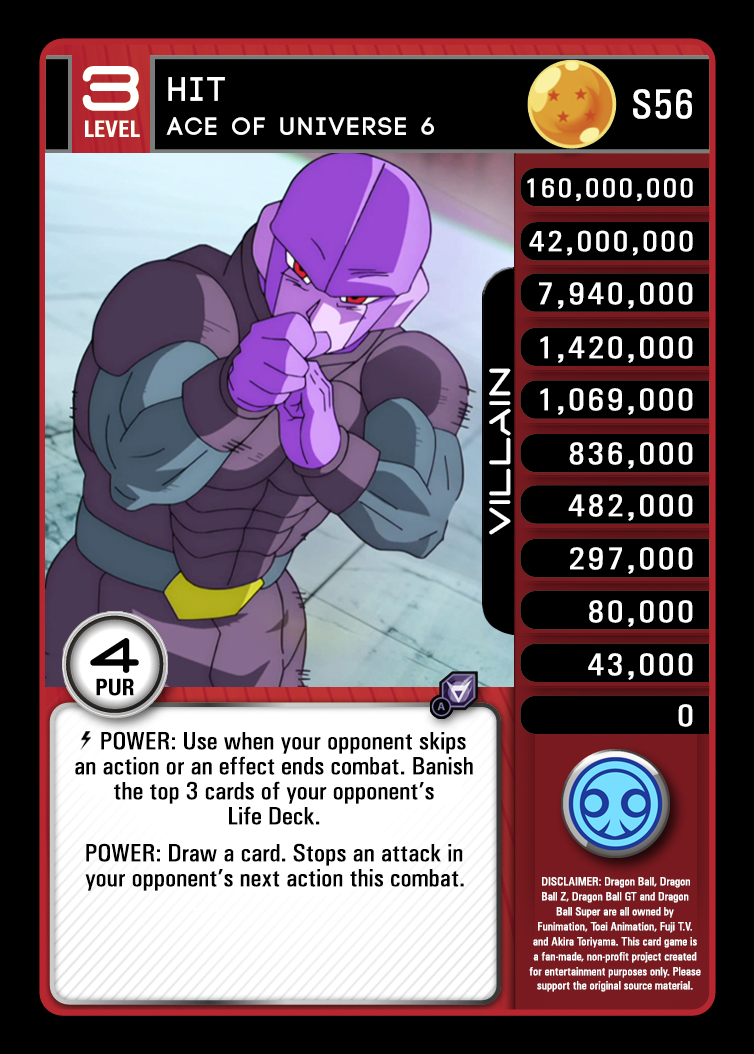 3
LEVEL
HIT
ACE OF UNIVERSE 6
S56
160,000,000
42,000,000
7,940,000
1,420,000
1,069,000
836,000
482,000
297,000
80,000
43,000
0
VILLAIN
4
PUR
A
POWER: Use when your opponent skips
an action or an effect ends combat. Banish
the top 3 cards of your opponent’s
Life Deck.
POWER: Draw a card. Stops an attack in
your opponent’s next action this combat.
DISCLAIMER: Dragon Ball, Dragon
Ball Z, Dragon Ball GT and Dragon
Ball Super are all owned by
Funimation, Toei Animation, Fuji T.V.
and Akira Toriyama. This card game is
a fan-made, non-profit project created
for entertainment purposes only. Please
support the original source material.